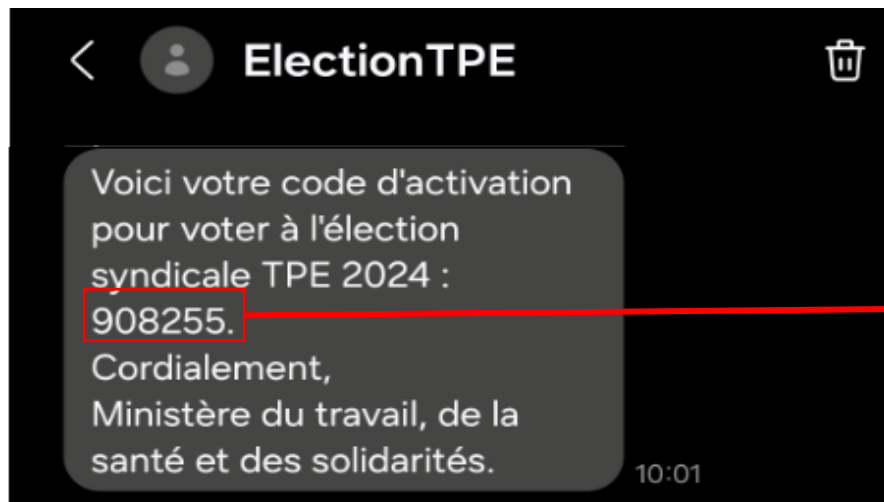 ElectionTPE
Voici votre code d'activation
pour voter à l'élection
syndicale TPE 2024 :
908255.
Cordialement,
Ministère du travail, de la
santé et des solidarités.
10:01